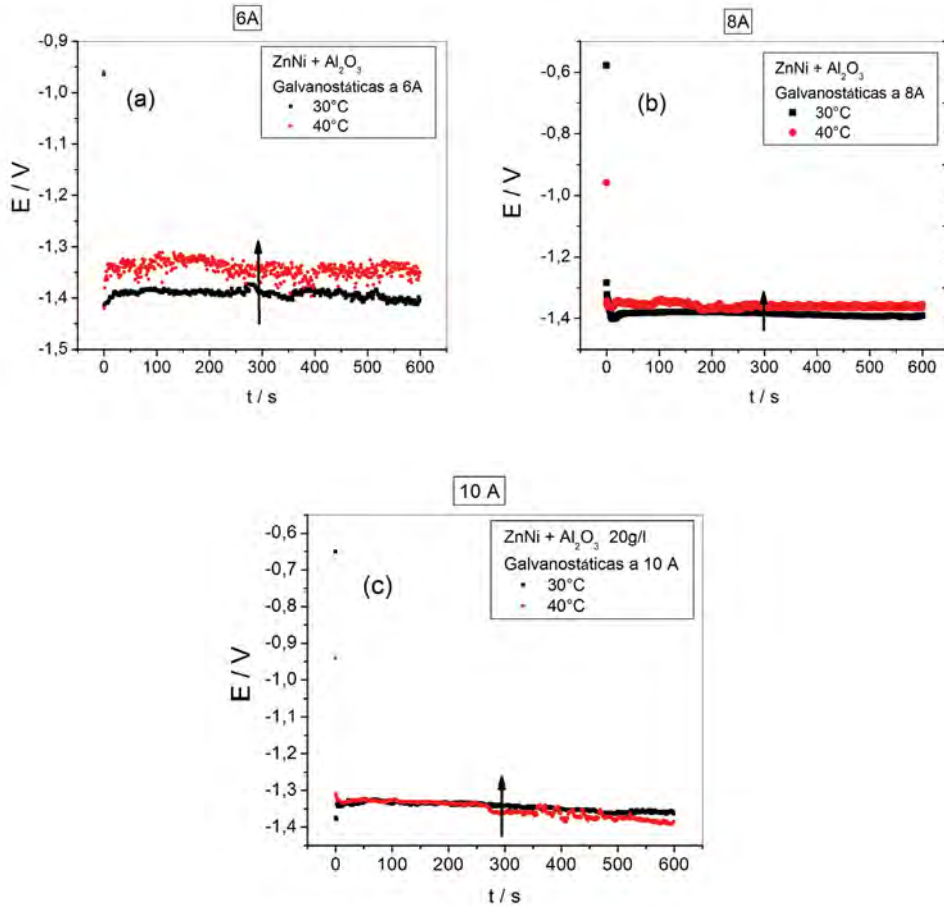 6A
-0,9
-1,0
-1,1
-1,2
-1,3
-1,4
-1,5
E / V
(a)
ZnNi + Al₂O₃
Galvanostáticas a 6A
30°C
40°C
0 100 200 300 400 500 600
t / s
8A
-0,6
-0,8
-1,0
-1,2
-1,4
E / V
(b)
ZnNi + Al₂O₃
Galvanostáticas a 8A
30°C
40°C
0 100 200 300 400 500 600
t / s
10 A
-0,6
-0,7
-0,8
-0,9
-1,0
-1,1
-1,2
-1,3
-1,4
E / V
(c)
ZnNi + Al₂O₃ 20g/l
Galvanostáticas a 10 A
30°C
40°C
0 100 200 300 400 500 600
t / s